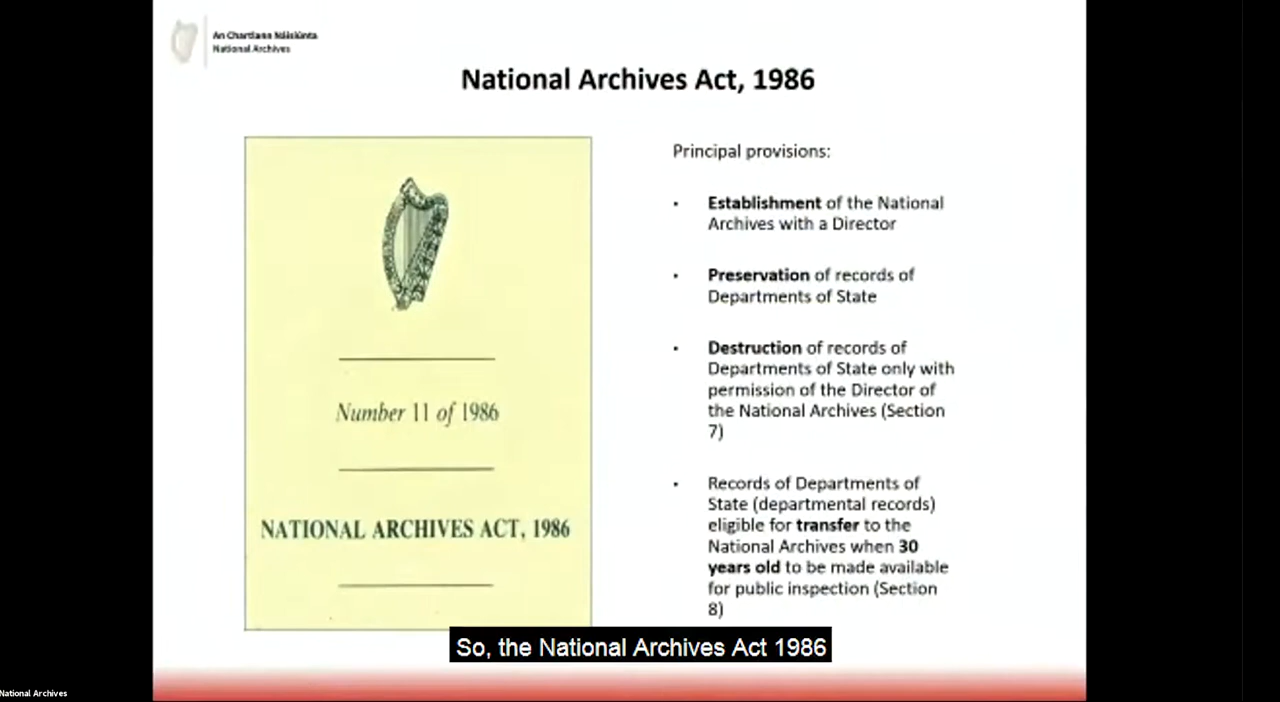 An Chartlann Náisiúnta
National Archives
National Archives Act, 1986
Number 11 of 1986
NATIONAL ARCHIVES ACT, 1986
Principal provisions:
• Establishment of the National
Archives with a Director
• Preservation of records of
Departments of State
• Destruction of records of
Departments of State only with
permission of the Director of
the National Archives (Section
7)
• Records of Departments of
State (departmental records)
eligible for transfer to the
National Archives when 30
years old to be made available
for public inspection (Section
8)
So, the National Archives Act 1986
National Archives